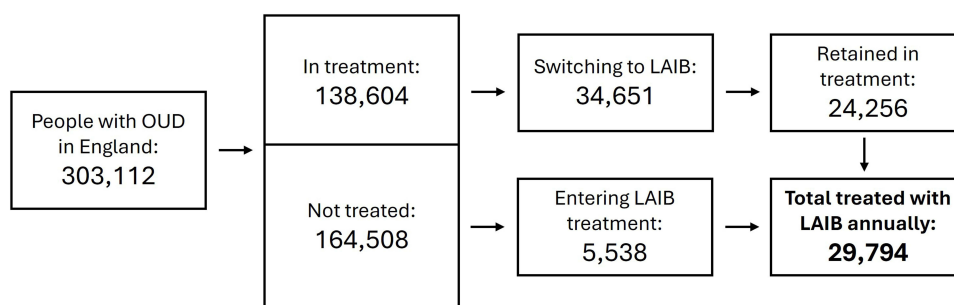 People with OUD
in England:
303,112
In treatment:
138,604
Not treated:
164,508
Switching to LAIB:
34,651
Retained in
treatment:
24,256
Entering LAIB
treatment:
5,538
Total treated with
LAIB annually:
29,794